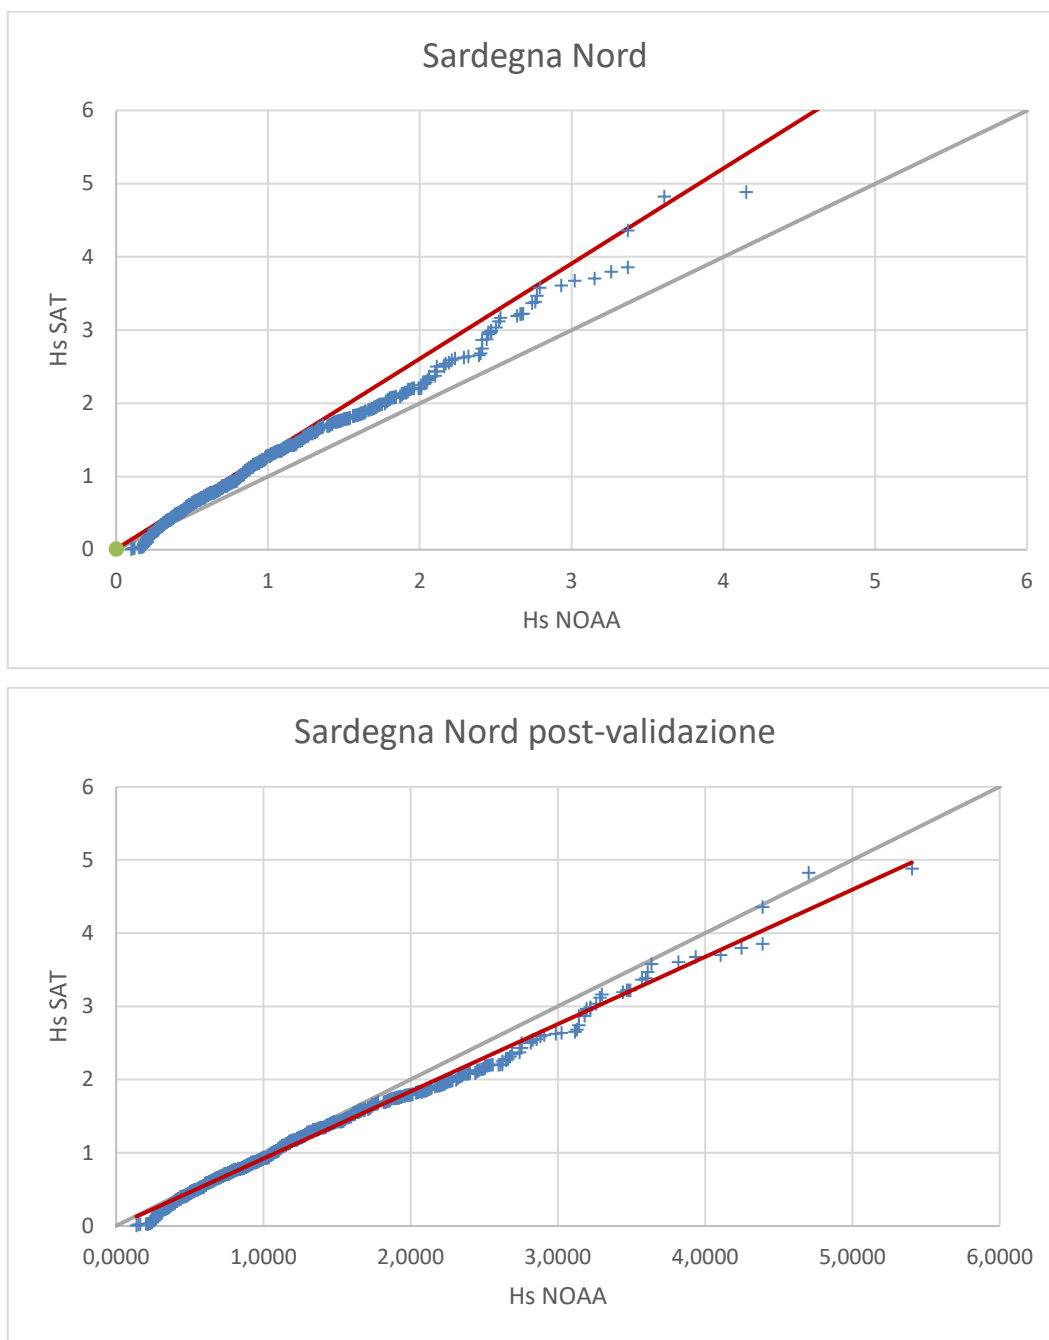 Sardegna Nord
6
5
4
3
2
1
0
Hs SAT
0 1 2 3 4 5 6
Hs NOAA
Sardegna Nord post-validazione
6
5
4
3
2
1
0
Hs SAT
0,0000 1,0000 2,0000 3,0000 4,0000 5,0000 6,0000
Hs NOAA